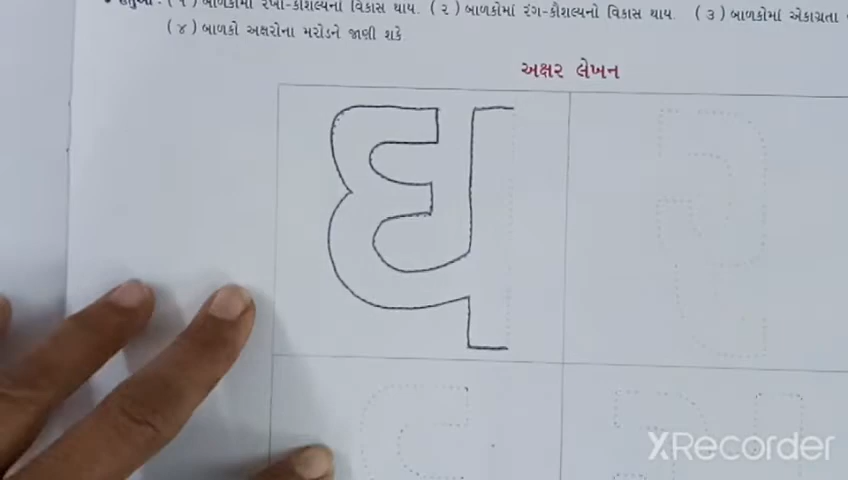 હેતુઓ : (૧) બાળકોમાં રેખા-કૌશલ્યનો વિકાસ થાય. (૨) બાળકોમાં રંગ-કૌશલ્યનો વિકાસ થાય. (૩) બાળકોમાં એકાગ્રતા
(૪) બાળકો અક્ષરોના મરોડને જાણી શકે.
અક્ષર લેખન
ઘ
XRecorder